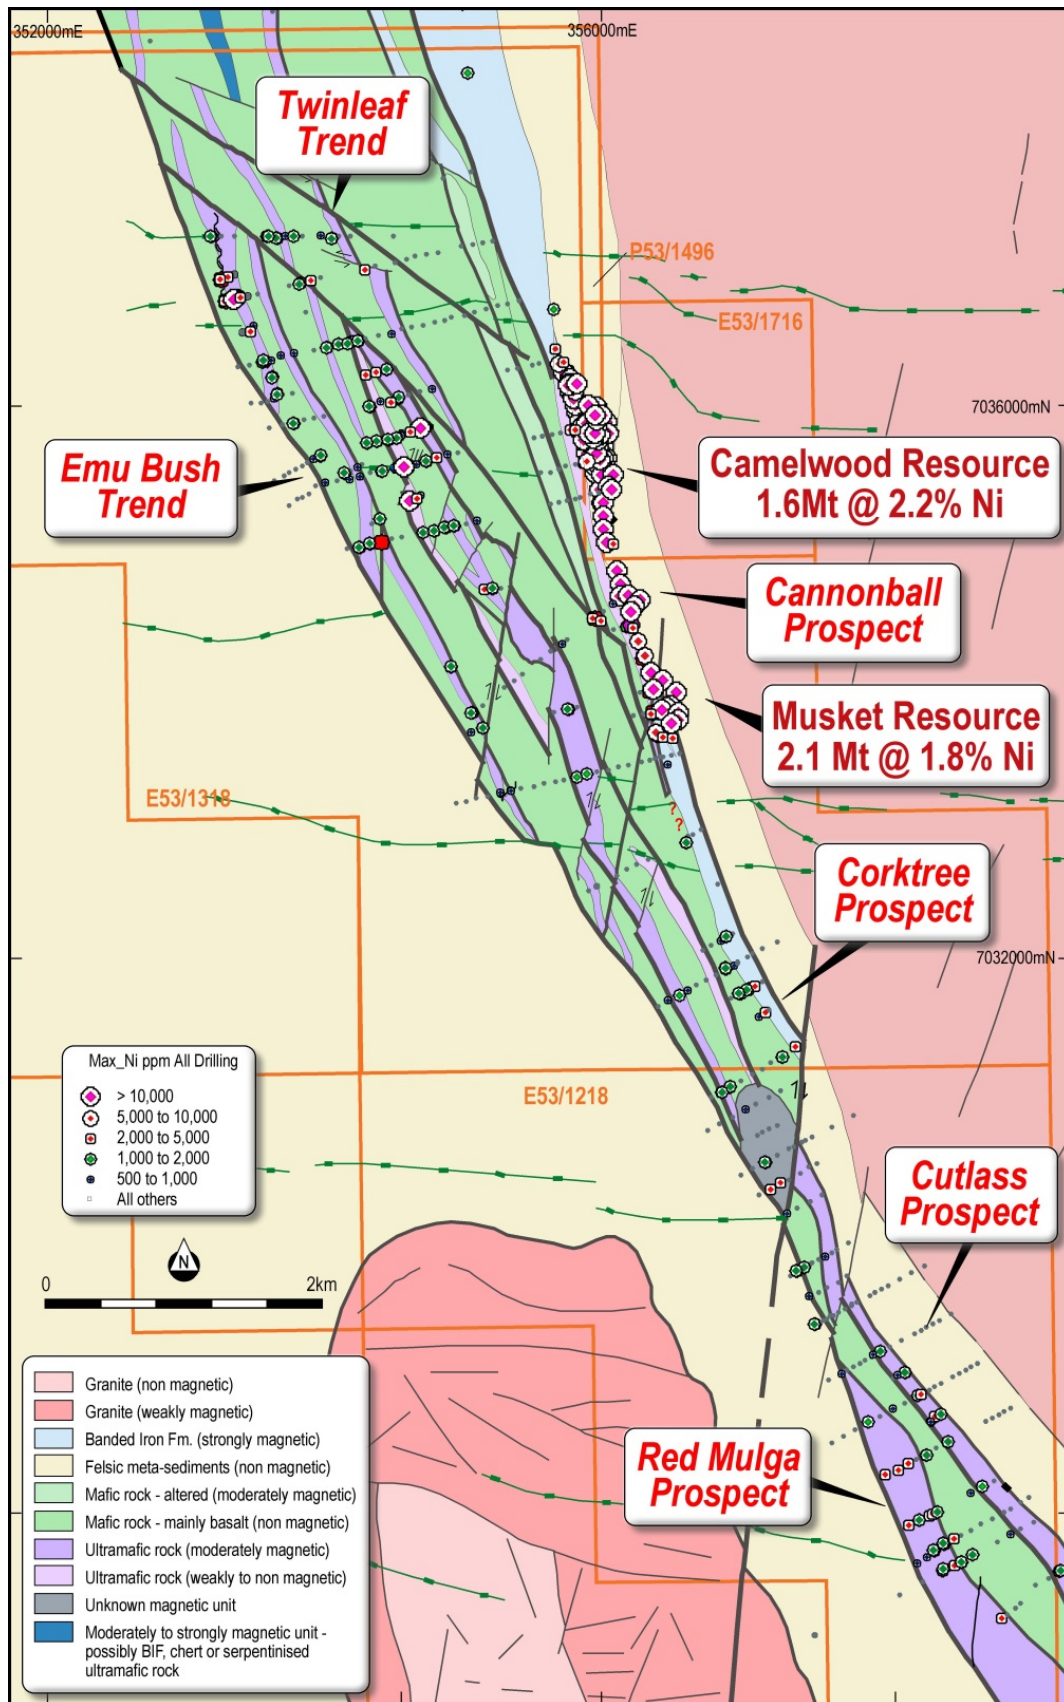 352000mE
356000mE
Twinleaf
Trend
P53/1496
E53/1716
7036000mN
Emu Bush
Trend
Camelwood Resource
1.6Mt @ 2.2% Ni
Cannonball
Prospect
Musket Resource
2.1 Mt @ 1.8% Ni
E53/1318
? ?
Corktree
Prospect
7032000mN
Max_Ni ppm All Drilling
> 10,000
5,000 to 10,000
2,000 to 5,000
1,000 to 2,000
500 to 1,000
All others
E53/1218
Cutlass
Prospect
N
0 2km
Granite (non magnetic)
Granite (weakly magnetic)
Banded Iron Fm. (strongly magnetic)
Felsic meta-sediments (non magnetic)
Mafic rock - altered (moderately magnetic)
Mafic rock - mainly basalt (non magnetic)
Ultramafic rock (moderately magnetic)
Ultramafic rock (weakly to non magnetic)
Unknown magnetic unit
Moderately to strongly magnetic unit -
possibly BIF, chert or serpentinised
ultramafic rock
Red Mulga
Prospect